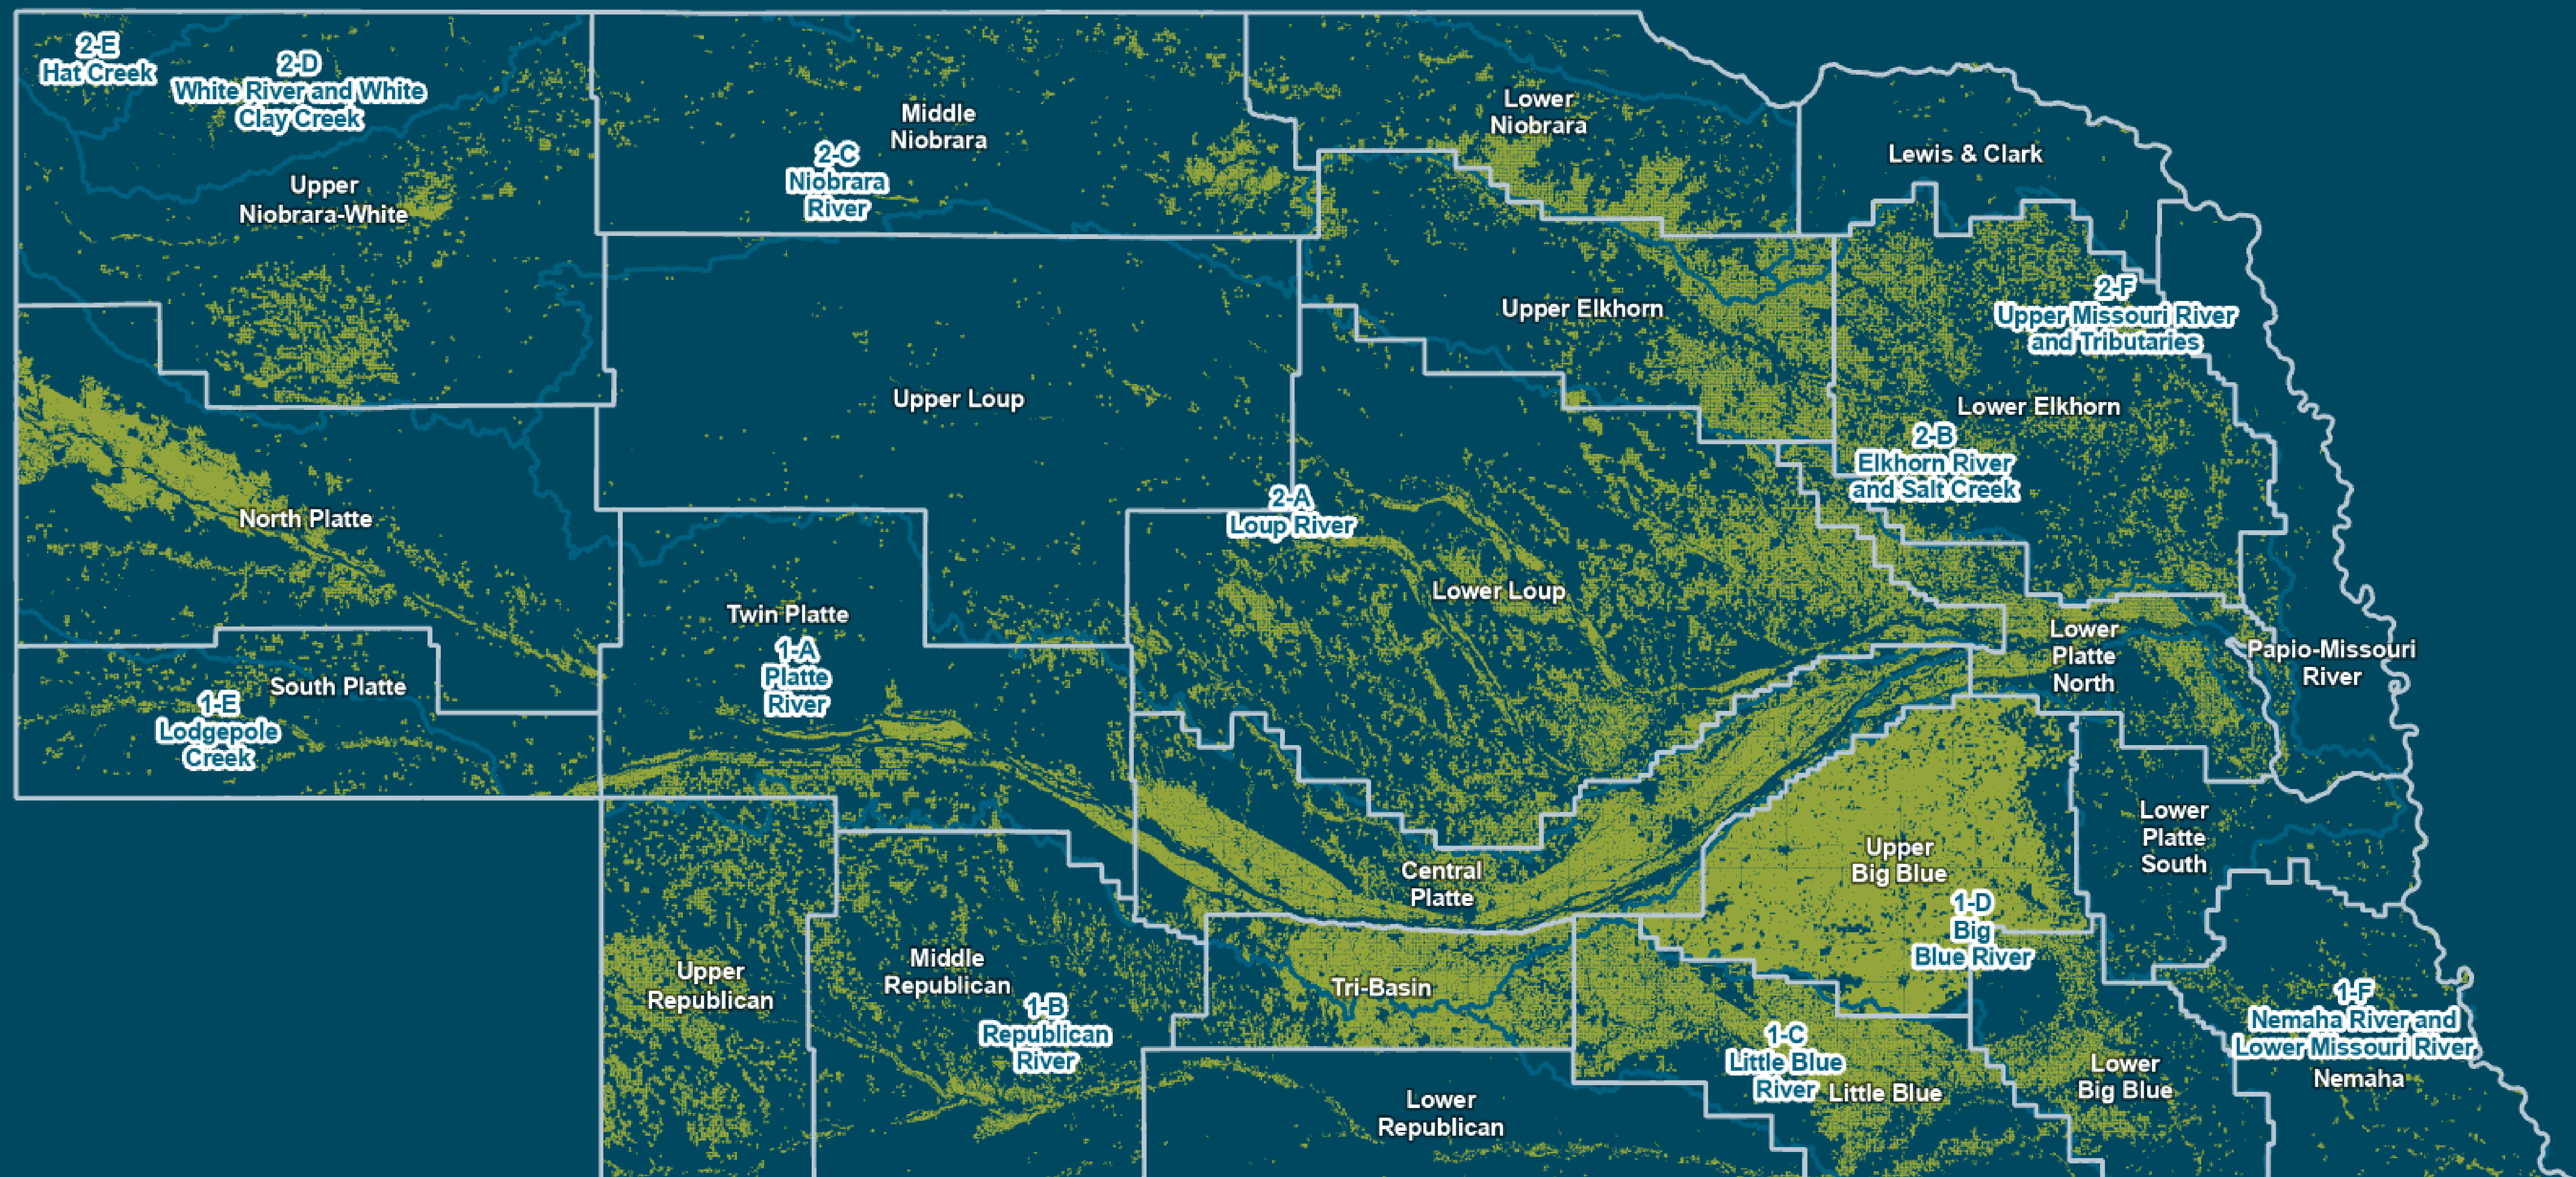 2-E
Hat Creek
2-D
White River and White
Clay Creek
Upper
Niobrara-White
Middle
Niobrara
2-C
Niobrara
River
Lower
Niobrara
Lewis & Clark
2-F
Upper Missouri River
and Tributaries
Upper Elkhorn
Lower Elkhorn
2-B
Elkhorn River
and Salt Creek
Upper Loup
2-A
Loup River
North Platte
Lower Loup
Twin Platte
1-A
Platte
River
South Platte
1-E
Lodgepole
Creek
Lower
Platte
North
Papio-Missouri
River
Lower
Platte
South
Upper
Big Blue
Central
Platte
1-D
Big
Blue River
Upper
Republican
Middle
Republican
1-B
Republican
River
Tri-Basin
1-C
Little Blue
River
Little Blue
Lower
Republican
Lower
Big Blue
1-F
Nemaha River and
Lower Missouri River
Nemaha